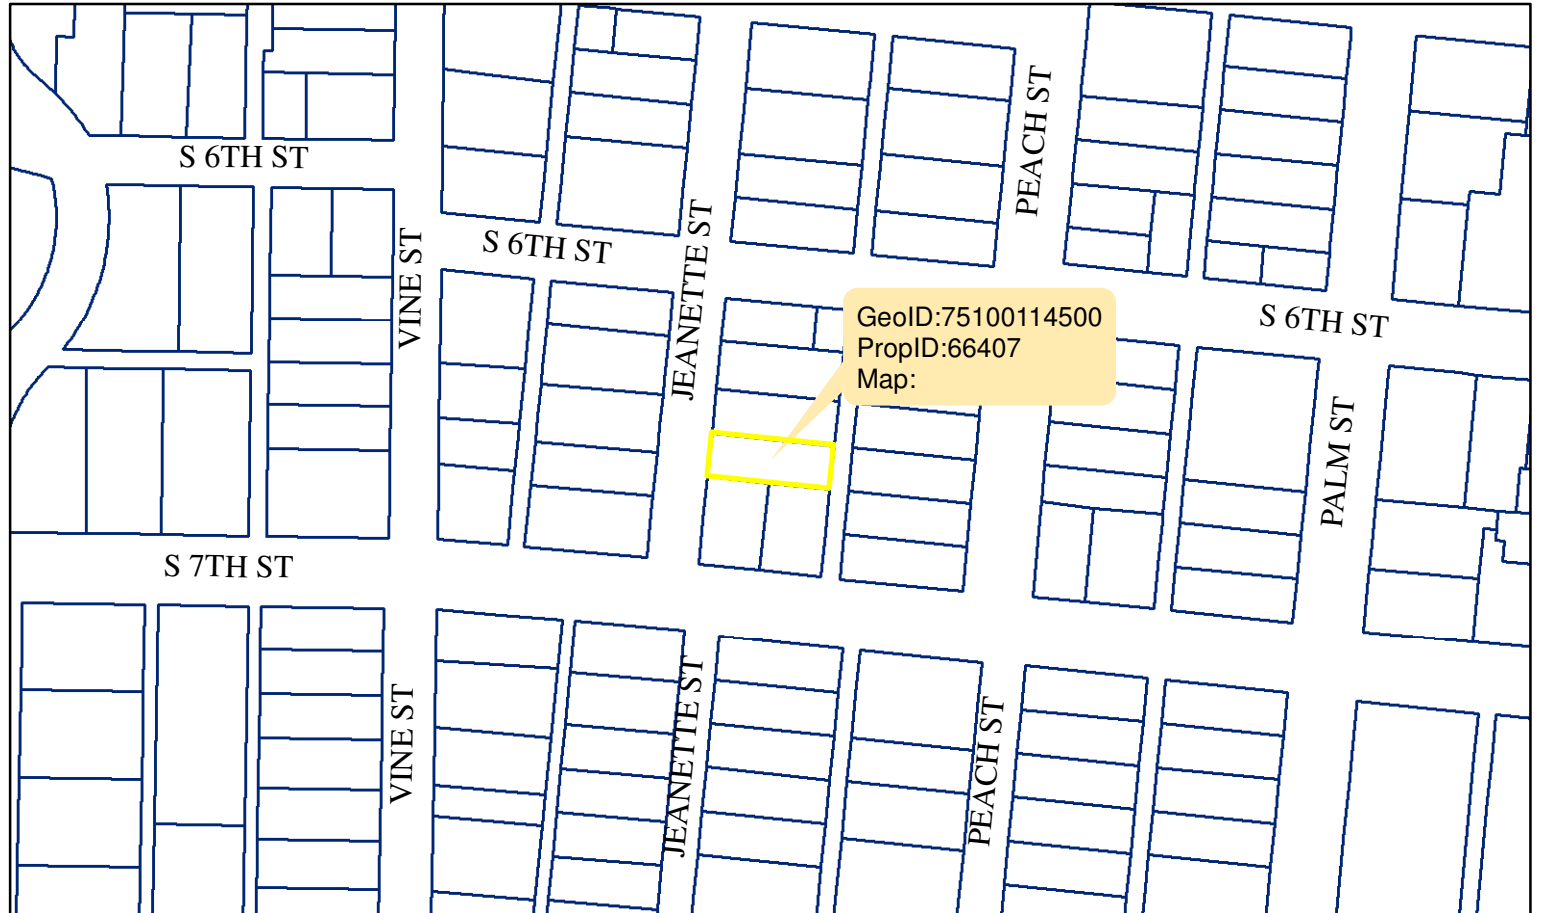 S 6TH ST
PEACH ST
S 6TH ST
VINE ST
JEANETTE ST
GeoID:75100114500
PropID:66407
Map:
S 6TH ST
PALM ST
S 7TH ST
VINE ST
JEANETTE ST
PEACH ST